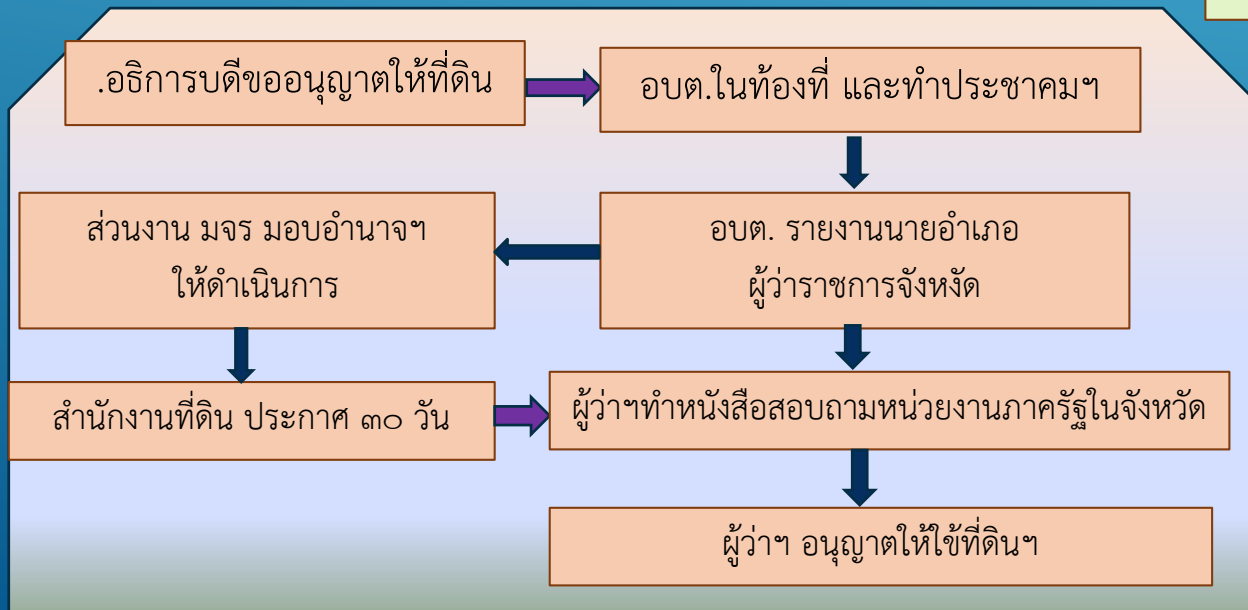 .อธิการบดีขออนุญาตให้ที่ดิน
อบต.ในท้องที่ และทำประชาคมฯ
อบต. รายงานนายอำเภอ
ผู้ว่าราชการจังหงัด
ส่วนงาน มจร มอบอำนาจฯ
ให้ดำเนินการ
สำนักงานที่ดิน ประกาศ ๓๐ วัน
ผู้ว่าฯทำหนังสือสอบถามหน่วยงานภาครัฐในจังหวัด
ผู้ว่าฯ อนุญาตให้ใช้ที่ดินฯ